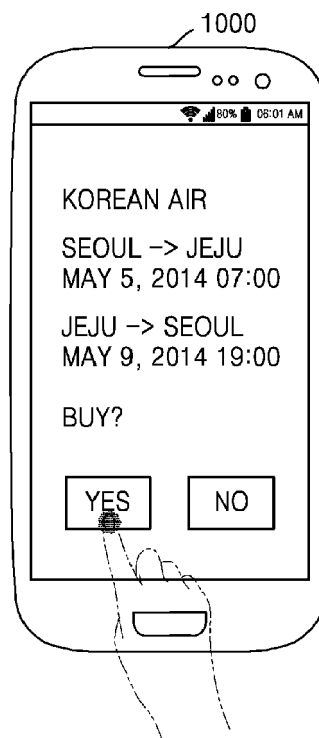 1000
80% 06:01 AM
KOREAN AIR
SEOUL -> JEJU
MAY 5, 2014 07:00
JEJU -> SEOUL
MAY 9, 2014 19:00
BUY?
YES NO